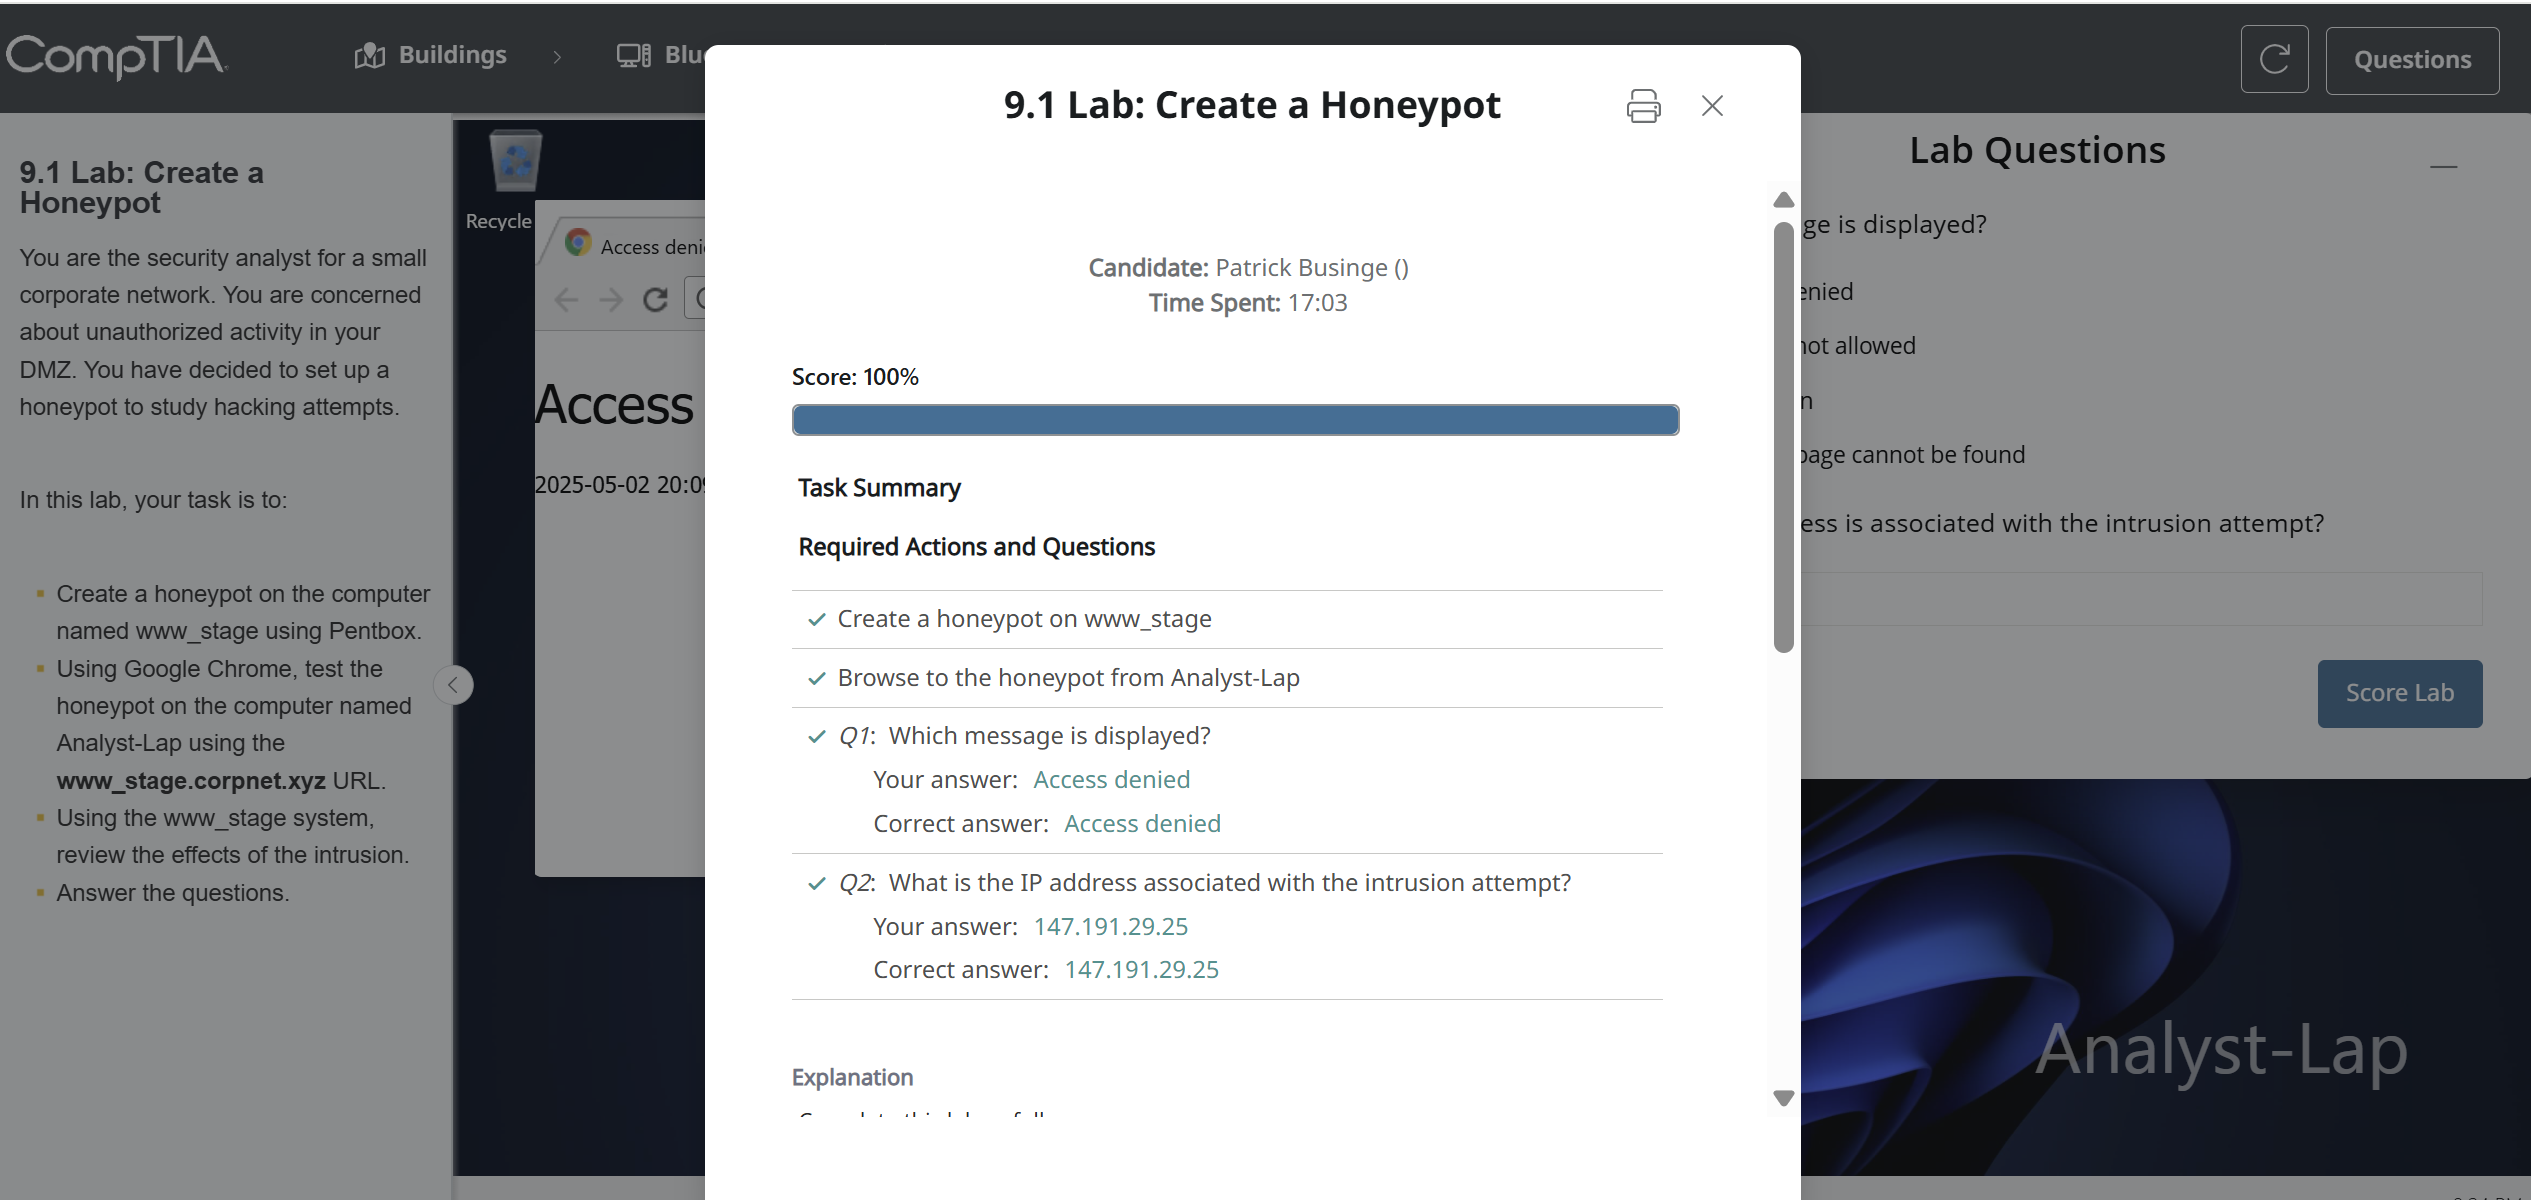 CompTIA.
Buildings
Questions
9.1 Lab: Create a
Honeypot
You are the security analyst for a small
corporate network. You are concerned
about unauthorized activity in your
DMZ. You have decided to set up a
honeypot to study hacking attempts.
In this lab, your task is to:
Create a honeypot on the computer
named www_stage using Pentbox.
Using Google Chrome, test the
honeypot on the computer named
Analyst-Lap using the
www_stage.corpnet.xyz URL.
Using the www_stage system,
review the effects of the intrusion.
Answer the questions.
Recycle
Access deni
Access
2025-05-02 20:09
9.1 Lab: Create a Honeypot
Candidate: Patrick Businge ()
Time Spent: 17:03
Score: 100%
Task Summary
Required Actions and Questions
Create a honeypot on www_stage
Browse to the honeypot from Analyst-Lap
Q1: Which message is displayed?
Your answer: Access denied
Correct answer: Access denied
Q2: What is the IP address associated with the intrusion attempt?
Your answer: 147.191.29.25
Correct answer: 147.191.29.25
Explanation
Lab Questions
ge is displayed?
enied
not allowed
n
page cannot be found
ess is associated with the intrusion attempt?
Score Lab
Analyst-Lap